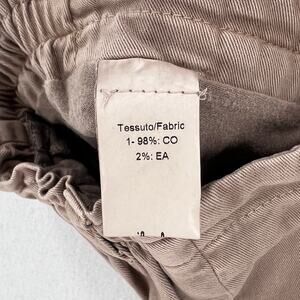 Tessuto/Fabric
1- 98%: CO
2%: EA